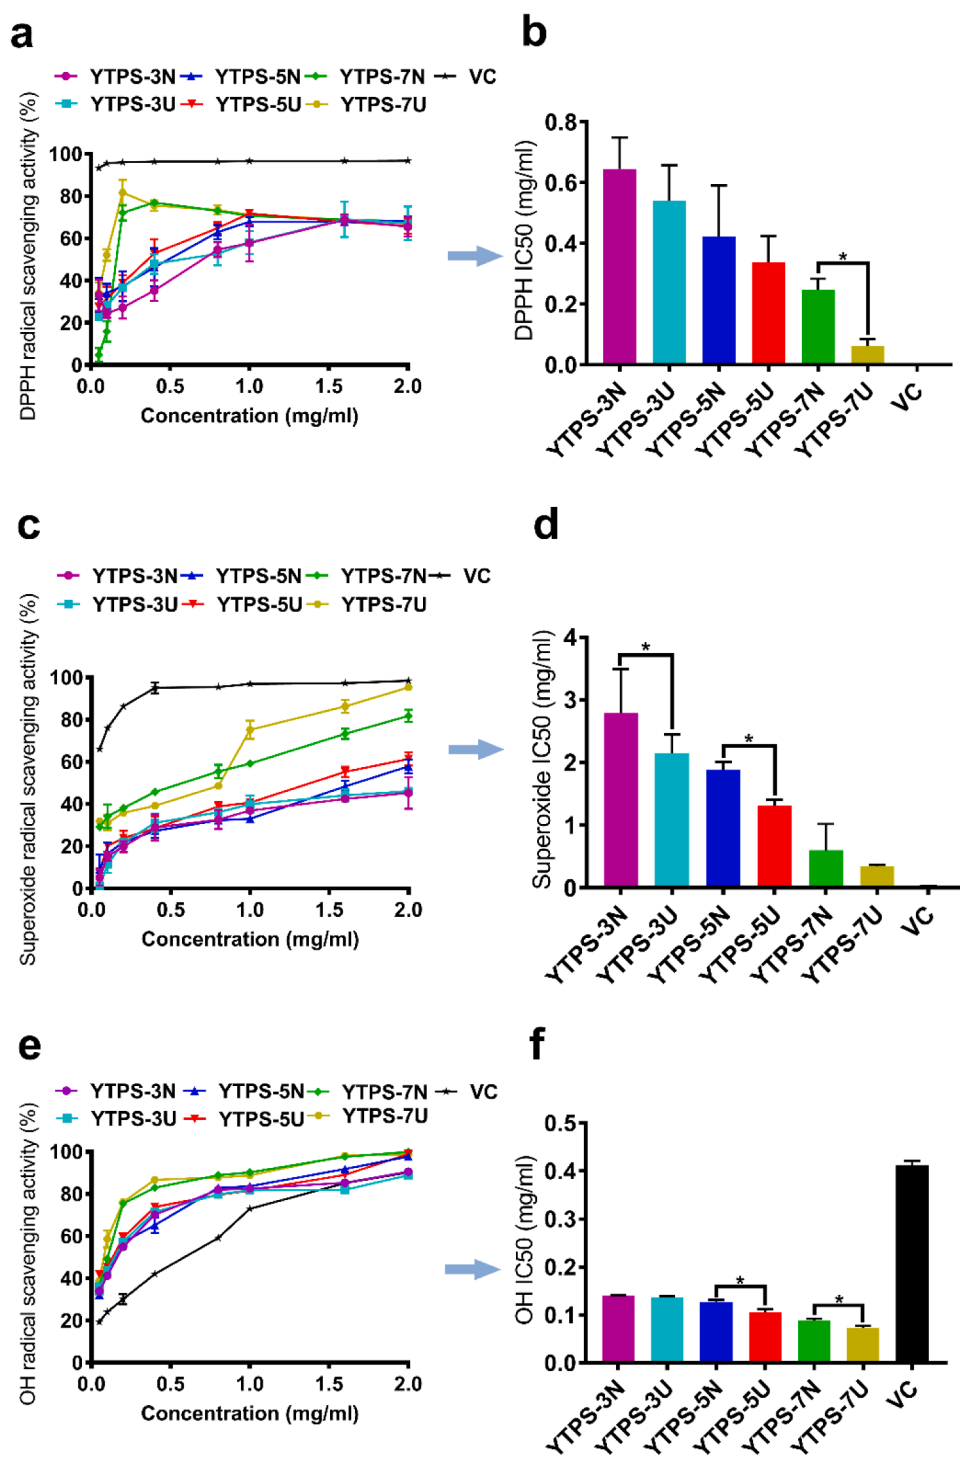 a
YTPS-3N YTPS-5N YTPS-7N VC
YTPS-3U YTPS-5U YTPS-7U
DPPH radical scavenging activity (%)
100
80
60
40
20
0
0.0 0.5 1.0 1.5 2.0
Concentration (mg/ml)
b
DPPH IC50 (mg/ml)
0.8
0.6
0.4
0.2
0.0
*
YTPS-3N YTPS-3U YTPS-5N YTPS-5U YTPS-7N YTPS-7U VC
c
YTPS-3N YTPS-5N YTPS-7N VC
YTPS-3U YTPS-5U YTPS-7U
Superoxide radical scavenging activity (%)
100
80
60
40
20
0
0.0 0.5 1.0 1.5 2.0
Concentration (mg/ml)
d
Superoxide IC50 (mg/ml)
4
3
2
1
0
* *
YTPS-3N YTPS-3U YTPS-5N YTPS-5U YTPS-7N YTPS-7U VC
e
YTPS-3N YTPS-5N YTPS-7N VC
YTPS-3U YTPS-5U YTPS-7U
OH radical scavenging activity (%)
100
80
60
40
20
0
0.0 0.5 1.0 1.5 2.0
Concentration (mg/ml)
f
OH IC50 (mg/ml)
0.5
0.4
0.3
0.2
0.1
0.0
* *
YTPS-3N YTPS-3U YTPS-5N YTPS-5U YTPS-7N YTPS-7U VC